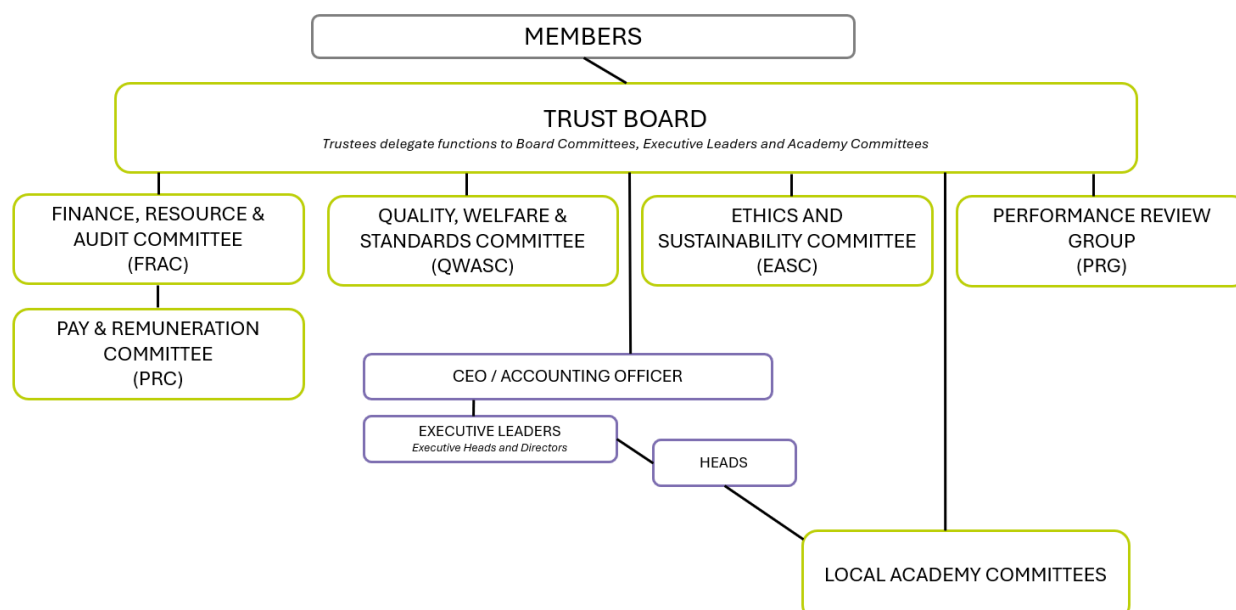 MEMBERS
TRUST BOARD
Trustees delegate functions to Board Committees, Executive Leaders and Academy Committees
FINANCE, RESOURCE &
AUDIT COMMITTEE
(FRAC)
QUALITY, WELFARE &
STANDARDS COMMITTEE
(QWASC)
ETHICS AND
SUSTAINABILITY COMMITTEE
(EASC)
PERFORMANCE REVIEW
GROUP
(PRG)
PAY & REMUNERATION
COMMITTEE
(PRC)
CEO / ACCOUNTING OFFICER
EXECUTIVE LEADERS
Executive Heads and Directors
HEADS
LOCAL ACADEMY COMMITTEES